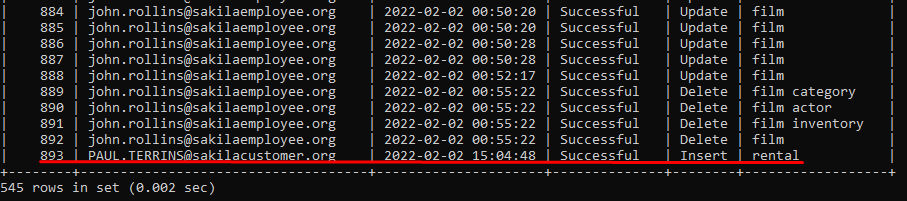 | 884 | john.rollins@sakilaemployee.org | 2022-02-02 00:50:20 | Successful | Update | film |
| 885 | john.rollins@sakilaemployee.org | 2022-02-02 00:50:20 | Successful | Update | film |
| 886 | john.rollins@sakilaemployee.org | 2022-02-02 00:50:28 | Successful | Update | film |
| 887 | john.rollins@sakilaemployee.org | 2022-02-02 00:50:28 | Successful | Update | film |
| 888 | john.rollins@sakilaemployee.org | 2022-02-02 00:52:17 | Successful | Update | film |
| 889 | john.rollins@sakilaemployee.org | 2022-02-02 00:55:22 | Successful | Delete | film category |
| 890 | john.rollins@sakilaemployee.org | 2022-02-02 00:55:22 | Successful | Delete | film actor |
| 891 | john.rollins@sakilaemployee.org | 2022-02-02 00:55:22 | Successful | Delete | film inventory |
| 892 | john.rollins@sakilaemployee.org | 2022-02-02 00:55:22 | Successful | Delete | film |
| 893 | PAUL.TERRINS@sakilacustomer.org | 2022-02-02 15:04:48 | Successful | Insert | rental |
545 rows in set (0.002 sec)